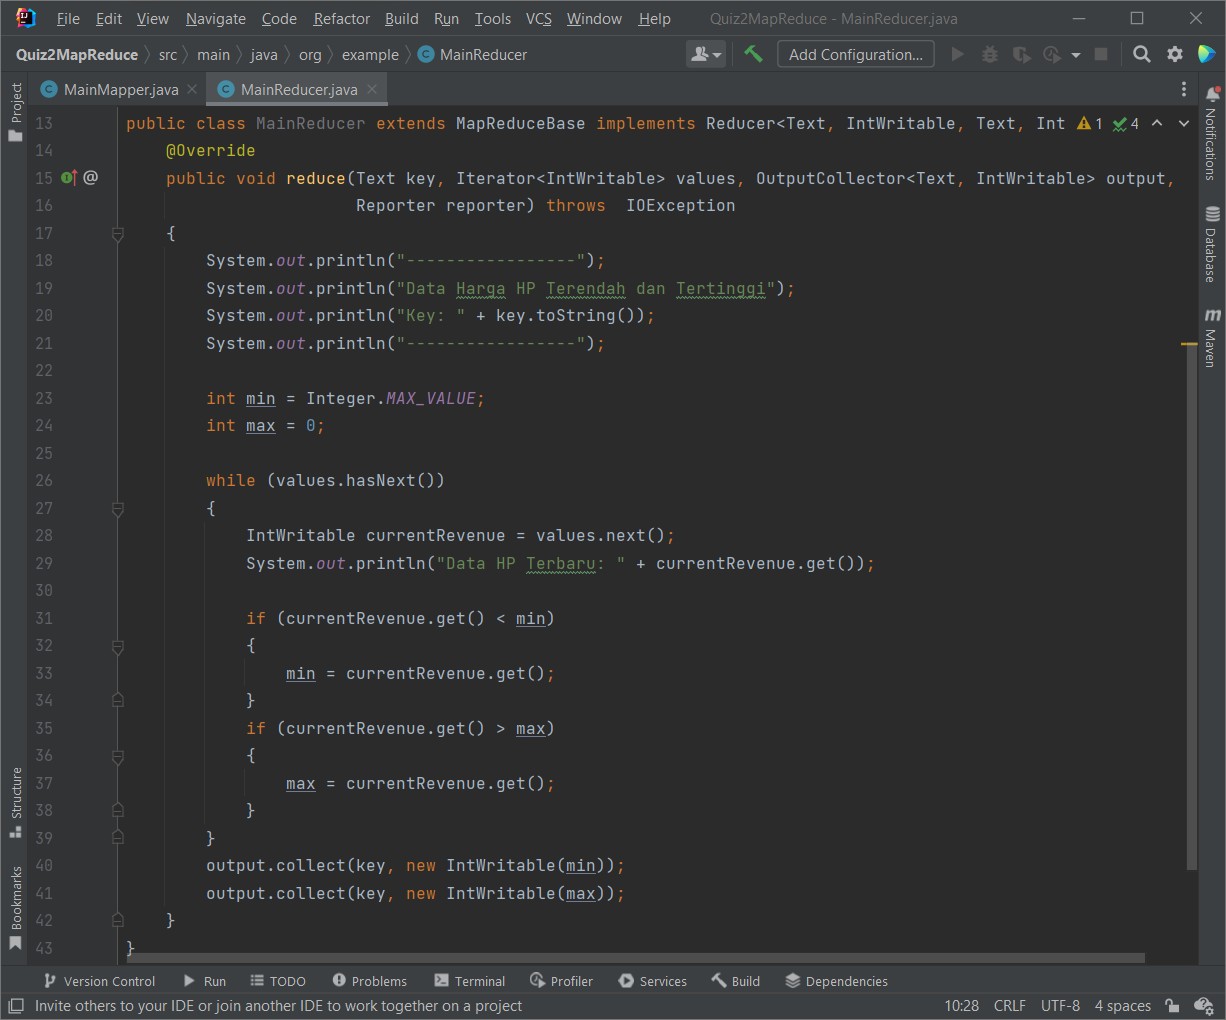 File Edit View Navigate Code Refactor Build Run Tools VCS Window Help Quiz2MapReduce - MainReducer.java
Quiz2MapReduce src main java org example MainReducer Add Configuration...
MainMapper.java MainReducer.java
13 public class MainReducer extends MapReduceBase implements Reducer<Text, IntWritable, Text, Int 1 4
14 @Override
15 public void reduce(Text key, Iterator<IntWritable> values, OutputCollector<Text, IntWritable> output,
16 Reporter reporter) throws IOException
17 {
18 System.out.println("-----------------");
19 System.out.println("Data Harga HP Terendah dan Tertinggi");
20 System.out.println("Key: " + key.toString());
21 System.out.println("-----------------");
22
23 int min = Integer.MAX_VALUE;
24 int max = 0;
25
26 while (values.hasNext())
27 {
28 IntWritable currentRevenue = values.next();
29 System.out.println("Data HP Terbaru: " + currentRevenue.get());
30
31 if (currentRevenue.get() < min)
32 {
33 min = currentRevenue.get();
34 }
35 if (currentRevenue.get() > max)
36 {
37 max = currentRevenue.get();
38 }
39 }
40 output.collect(key, new IntWritable(min));
41 output.collect(key, new IntWritable(max));
42 }
43 }
Project
Structure
Bookmarks
Notifications
Database
Maven
Version Control Run TODO Problems Terminal Profiler Services Build Dependencies
Invite others to your IDE or join another IDE to work together on a project 10:28 CRLF UTF-8 4 spaces